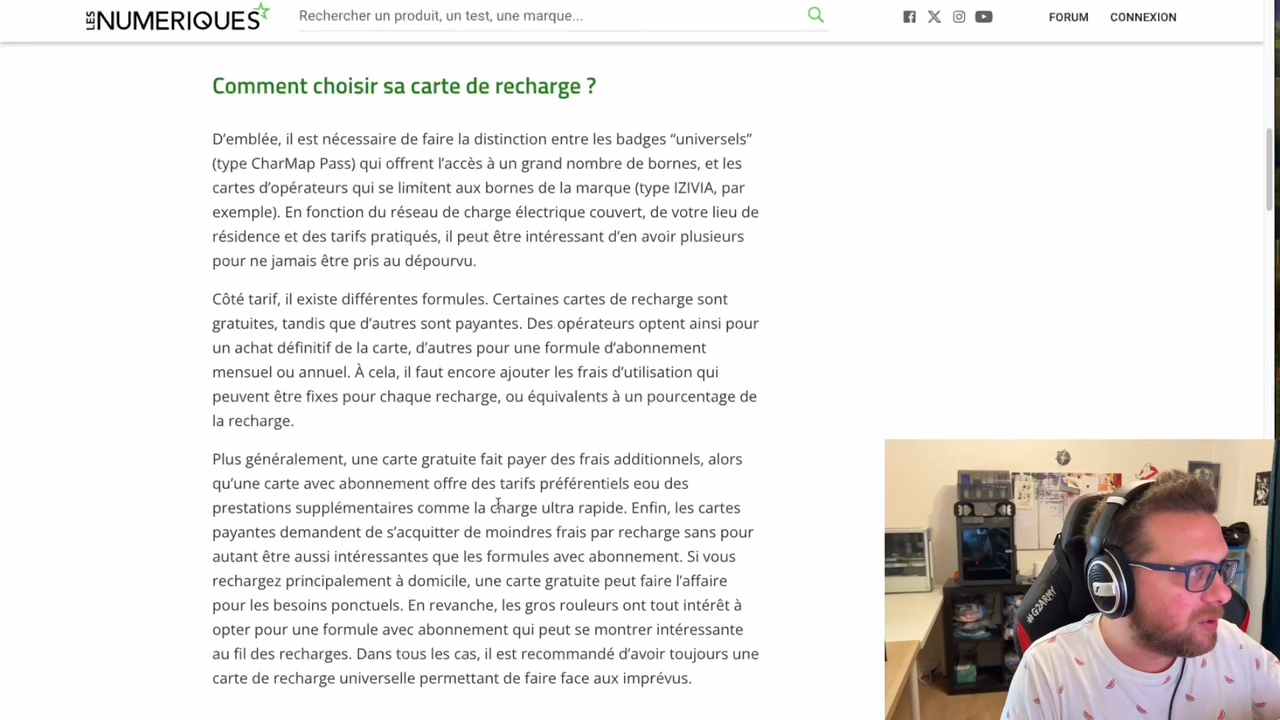 LES NUMERIQUES
Rechercher un produit, un test, une marque...
FORUM
CONNEXION
Comment choisir sa carte de recharge ?
D’emblée, il est nécessaire de faire la distinction entre les badges “universels”
(type CharMap Pass) qui offrent l’accès à un grand nombre de bornes, et les
cartes d’opérateurs qui se limitent aux bornes de la marque (type IZIVIA, par
exemple). En fonction du réseau de charge électrique couvert, de votre lieu de
résidence et des tarifs pratiqués, il peut être intéressant d’en avoir plusieurs
pour ne jamais être pris au dépourvu.
Côté tarif, il existe différentes formules. Certaines cartes de recharge sont
gratuites, tandis que d’autres sont payantes. Des opérateurs optent ainsi pour
un achat définitif de la carte, d’autres pour une formule d’abonnement
mensuel ou annuel. À cela, il faut encore ajouter les frais d’utilisation qui
peuvent être fixes pour chaque recharge, ou équivalents à un pourcentage de
la recharge.
Plus généralement, une carte gratuite fait payer des frais additionnels, alors
qu’une carte avec abonnement offre des tarifs préférentiels eou des
prestations supplémentaires comme la charge ultra rapide. Enfin, les cartes
payantes demandent de s’acquitter de moindres frais par recharge sans pour
autant être aussi intéressantes que les formules avec abonnement. Si vous
rechargez principalement à domicile, une carte gratuite peut faire l’affaire
pour les besoins ponctuels. En revanche, les gros rouleurs ont tout intérêt à
opter pour une formule avec abonnement qui peut se montrer intéressante
au fil des recharges. Dans tous les cas, il est recommandé d’avoir toujours une
carte de recharge universelle permettant de faire face aux imprévus.
#G2ARMY